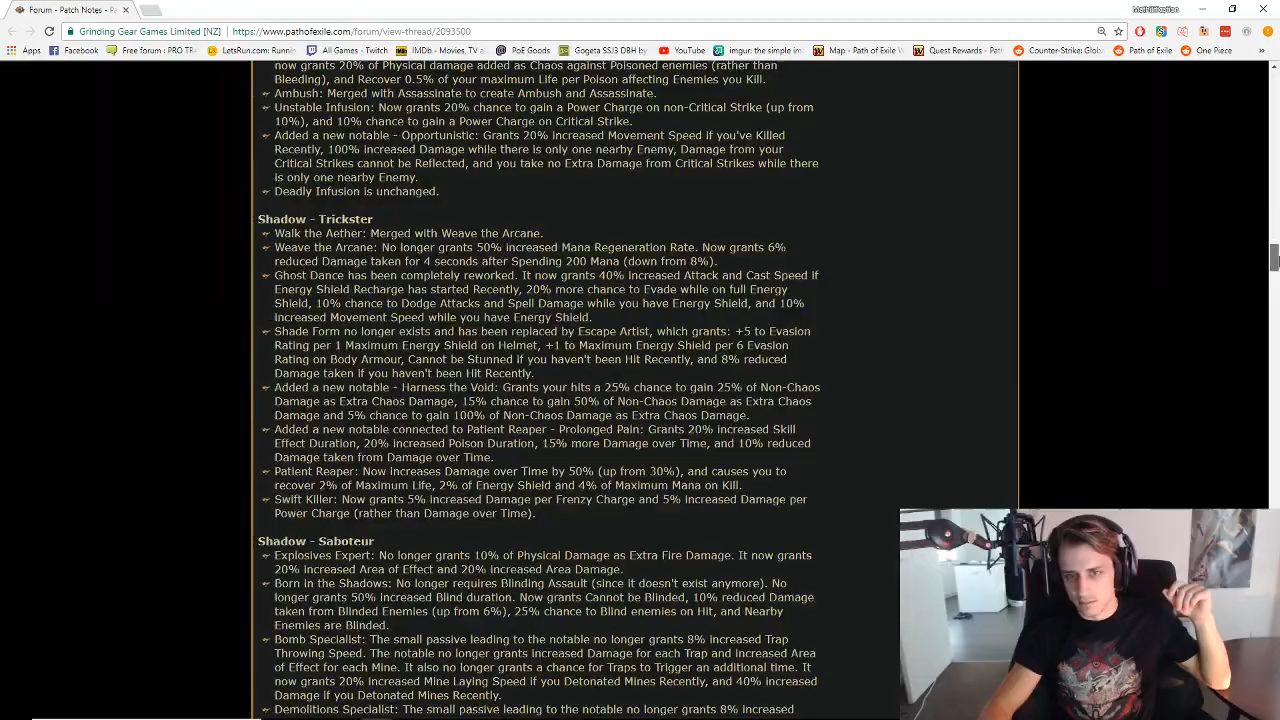 Forum - Patch Notes -
Grinding Gear Games Limited [NZ] | https://www.pathofexile.com/forum/view-thread/2093500
Apps Facebook Free forum : PRO TRA LetsRun.com: Runnin All Games - Twitch IMDb - Movies, TV PoE Goods Gogeta SSJ3 DBH by YouTube imgur: the simple im Map - Path of Exile W Quest Rewards - Path Counter-Strike: Globa Path of Exile One Piece
now grants 20% of Physical damage added as Chaos against Poisoned enemies (rather than
Bleeding), and Recover 0.5% of your maximum Life per Poison affecting Enemies you Kill.
Ambush: Merged with Assassinate to create Ambush and Assassinate.
Unstable Infusion: Now grants 20% chance to gain a Power Charge on non-Critical Strike (up from
10%), and 10% chance to gain a Power Charge on Critical Strike.
Added a new notable - Opportunistic: Grants 20% increased Movement Speed if you've Killed
Recently, 100% increased Damage while there is only one nearby Enemy, Damage from your
Critical Strikes cannot be Reflected, and you take no Extra Damage from Critical Strikes while there
is only one nearby Enemy.
Deadly Infusion is unchanged.
Shadow - Trickster
Walk the Aether: Merged with Weave the Arcane.
Weave the Arcane: No longer grants 50% increased Mana Regeneration Rate. Now grants 6%
reduced Damage taken for 4 seconds after Spending 200 Mana (down from 8%).
Ghost Dance has been completely reworked. It now grants 40% increased Attack and Cast Speed if
Energy Shield Recharge has started Recently, 20% more chance to Evade while on full Energy
Shield, 10% chance to Dodge Attacks and Spell Damage while you have Energy Shield, and 10%
increased Movement Speed while you have Energy Shield.
Shade Form no longer exists and has been replaced by Escape Artist, which grants: +5 to Evasion
Rating per 1 Maximum Energy Shield on Helmet, +1 to Maximum Energy Shield per 6 Evasion
Rating on Body Armour, Cannot be Stunned if you haven't been Hit Recently, and 8% reduced
Damage taken if you haven't been Hit Recently.
Added a new notable - Harness the Void: Grants your hits a 25% chance to gain 25% of Non-Chaos
Damage as Extra Chaos Damage, 15% chance to gain 50% of Non-Chaos Damage as Extra Chaos
Damage and 5% chance to gain 100% of Non-Chaos Damage as Extra Chaos Damage.
Added a new notable connected to Patient Reaper - Prolonged Pain: Grants 20% increased Skill
Effect Duration, 20% increased Poison Duration, 15% more Damage over Time, and 10% reduced
Damage taken from Damage over Time.
Patient Reaper: Now Increases Damage over Time by 50% (up from 30%), and causes you to
recover 2% of Maximum Life, 2% of Energy Shield and 4% of Maximum Mana on Kill.
Swift Killer: Now grants 5% increased Damage per Frenzy Charge and 5% increased Damage per
Power Charge (rather than Damage over Time).
Shadow - Saboteur
Explosives Expert: No longer grants 10% of Physical Damage as Extra Fire Damage. It now grants
20% increased Area of Effect and 20% increased Area Damage.
Born in the Shadows: No longer requires Blinding Assault (since it doesn't exist anymore). No
longer grants 50% increased Blind duration. Now grants Cannot be Blinded, 10% reduced Damage
taken from Blinded Enemies (up from 6%), 25% chance to Blind enemies on Hit, and Nearby
Enemies are Blinded.
Bomb Specialist: The small passive leading to the notable no longer grants 8% increased Trap
Throwing Speed. The notable no longer grants increased Damage for each Trap and increased Area
of Effect for each Mine. It also no longer grants a chance for Traps to Trigger an additional time. It
now grants 20% increased Mine Laying Speed if you Detonated Mines Recently, and 40% increased
Damage if you Detonated Mines Recently.
Demolitions Specialist: The small passive leading to the notable no longer grants 8% increased